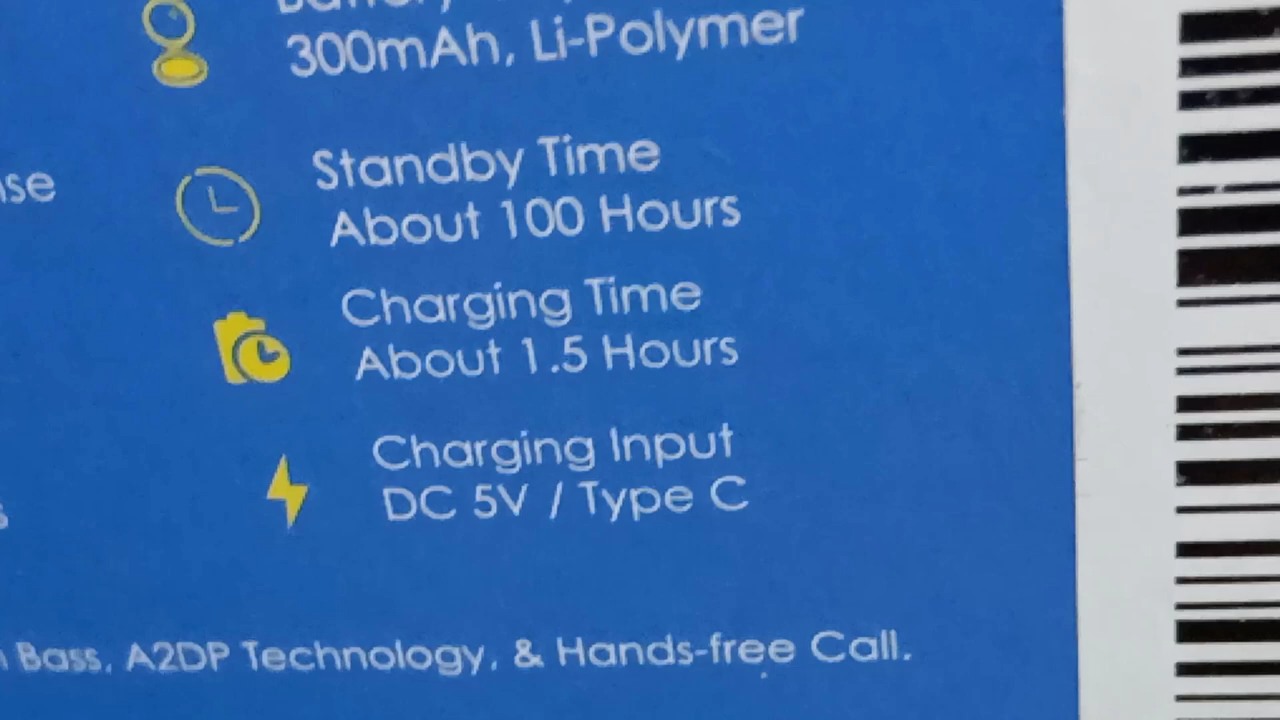 300mAh, Li-Polymer
Standby Time
About 100 Hours
Charging Time
About 1.5 Hours
Charging Input
DC 5V / Type C
Bass, A2DP Technology, & Hands-free Call.